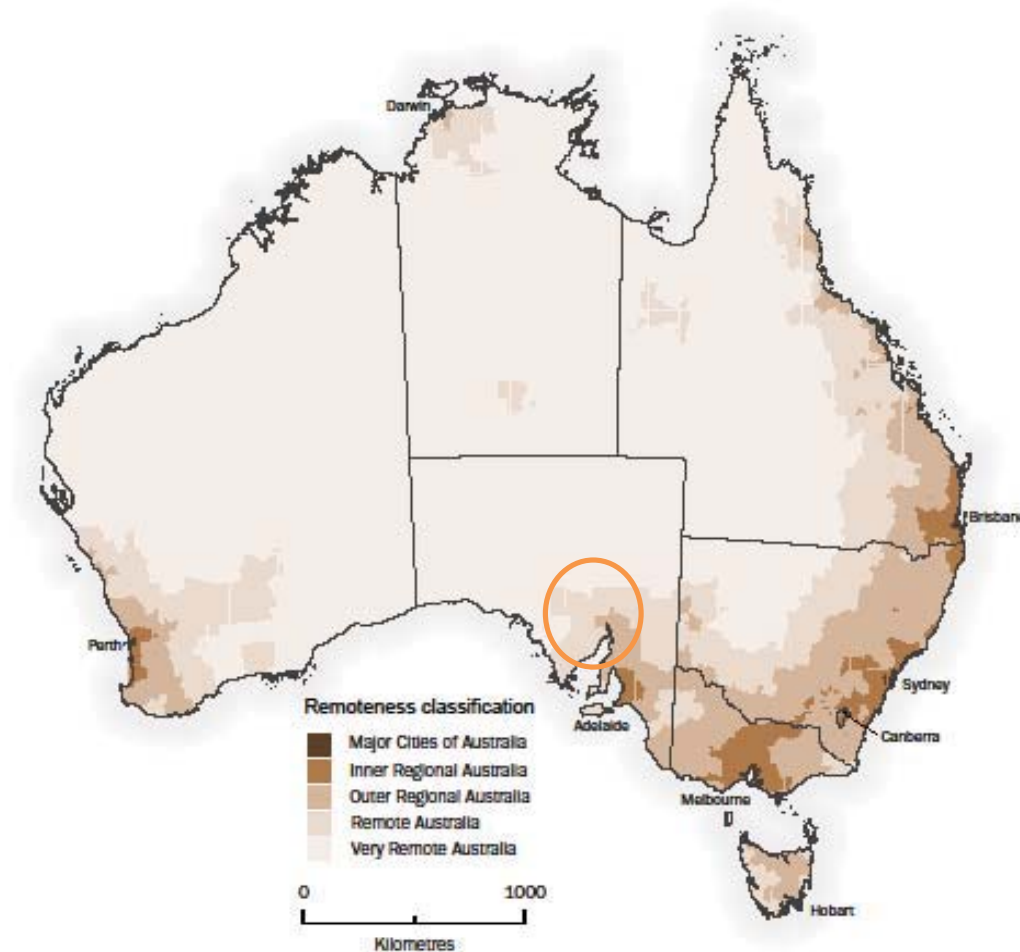 Darwin
Brisban
Perth
Sydney
Adelaide
Canberra
Melbourne
Hobart
Remoteness classification
Major Cities of Australia
Inner Regional Australia
Outer Regional Australia
Remote Australia
Very Remote Australia
0 1000
Kilometres